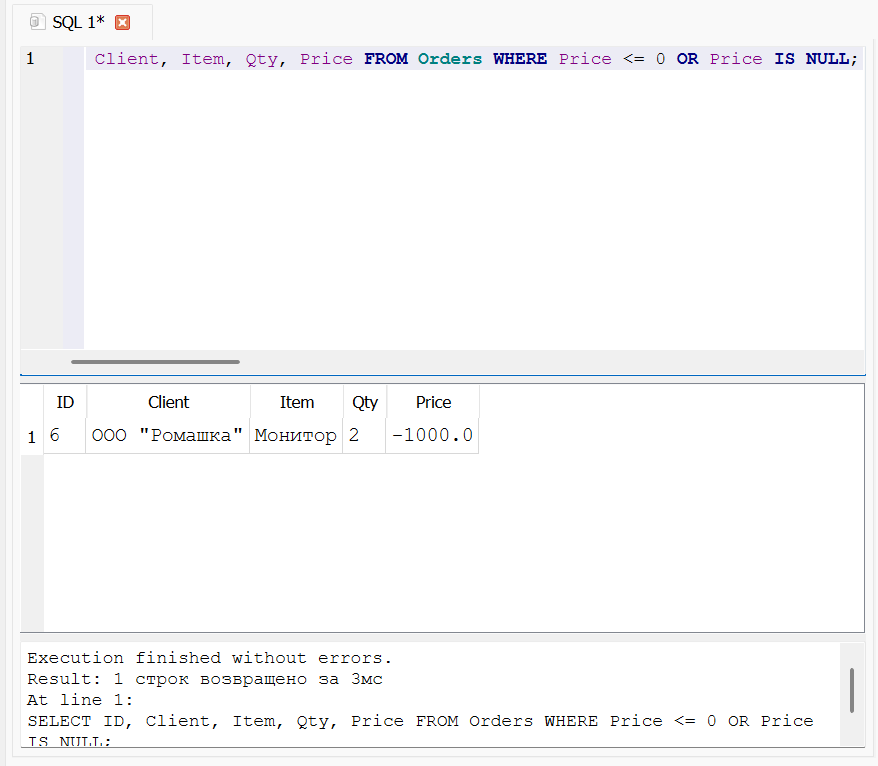 SQL 1*
1 Client, Item, Qty, Price FROM Orders WHERE Price <= 0 OR Price IS NULL;
ID Client Item Qty Price
1 6 ООО "Ромашка" Монитор 2 -1000.0
Execution finished without errors.
Result: 1 строк возвращено за 3мс
At line 1:
SELECT ID, Client, Item, Qty, Price FROM Orders WHERE Price <= 0 OR Price
IS NULL;